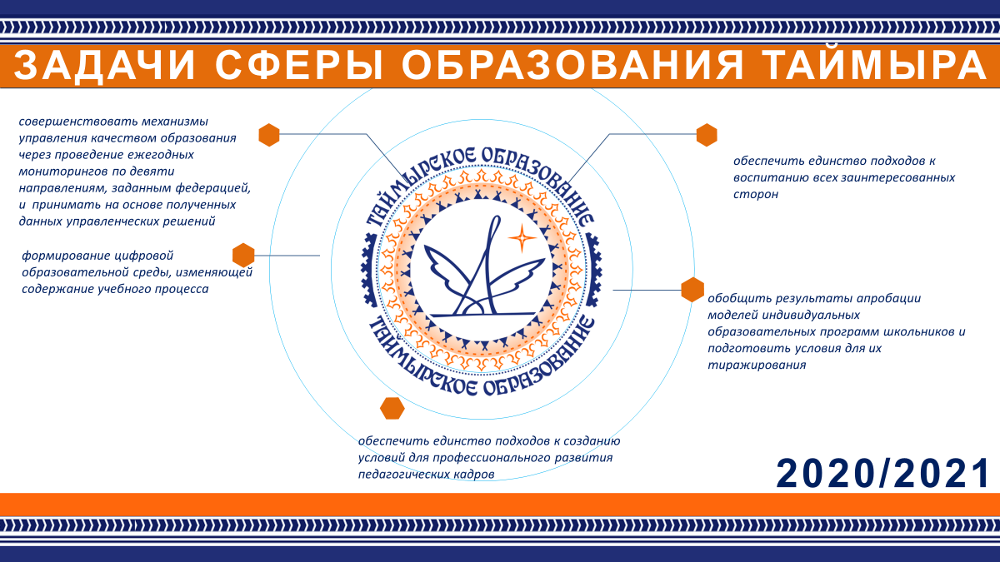 ЗАДАЧИ СФЕРЫ ОБРАЗОВАНИЯ ТАЙМЫРА
совершенствовать механизмы
управления качеством образования
через проведение ежегодных
мониторингов по девяти
направлениям, заданным федерацией,
и принимать на основе полученных
данных управленческих решений
формирование цифровой
образовательной среды, изменяющей
содержание учебного процесса
ТАЙМЫРСКОЕ ОБРАЗОВАНИЕ
ТАЙМЫРСКОЕ ОБРАЗОВАНИЕ
обеспечить единство подходов к
воспитанию всех заинтересованных
сторон
обобщить результаты апробации
моделей индивидуальных
образовательных программ школьников и
подготовить условия для их
тиражирования
обеспечить единство подходов к созданию
условий для профессионального развития
педагогических кадров
2020/2021